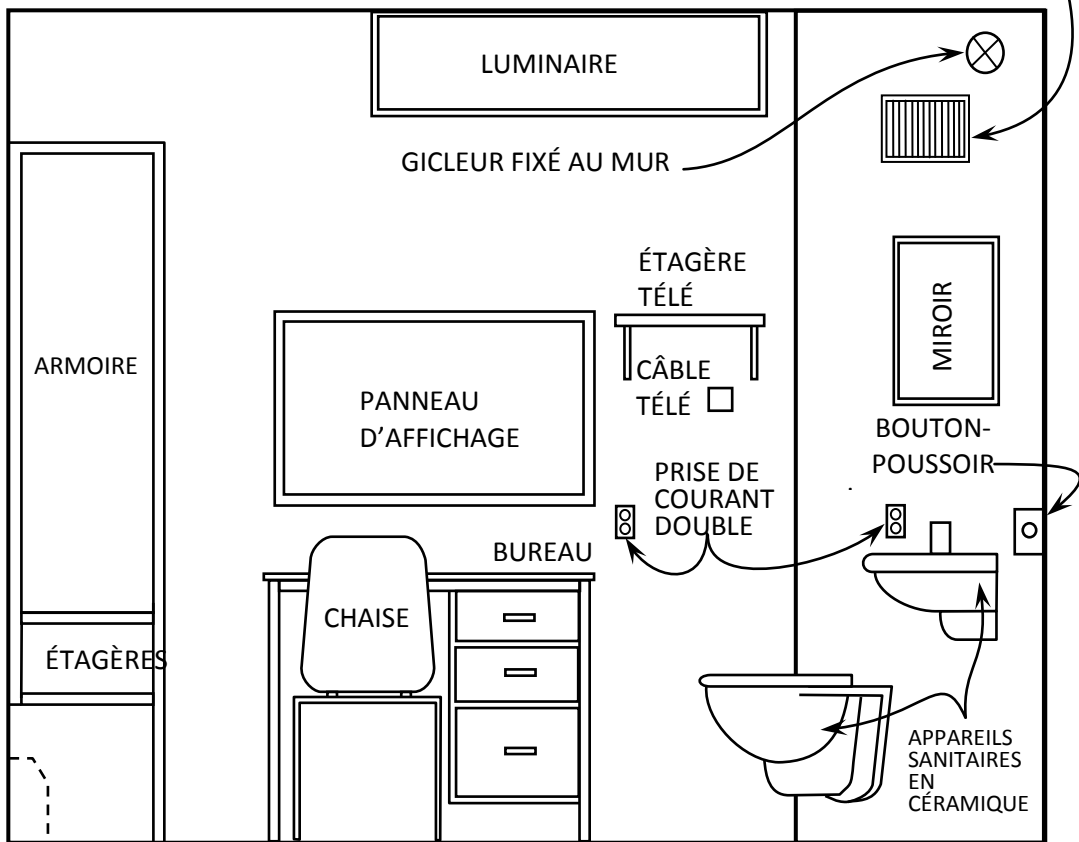 LUMINAIRE
GICLEUR FIXÉ AU MUR
ÉTAGÈRE
TÉLÉ
MIROIR
ARMOIRE
CÂBLE
TÉLÉ
PANNEAU
D’AFFICHAGE
BOUTON-
POUSSOIR
PRISE DE
COURANT
DOUBLE
BUREAU
CHAISE
ÉTAGÈRES
APPAREILS
SANITAIRES
EN
CÉRAMIQUE